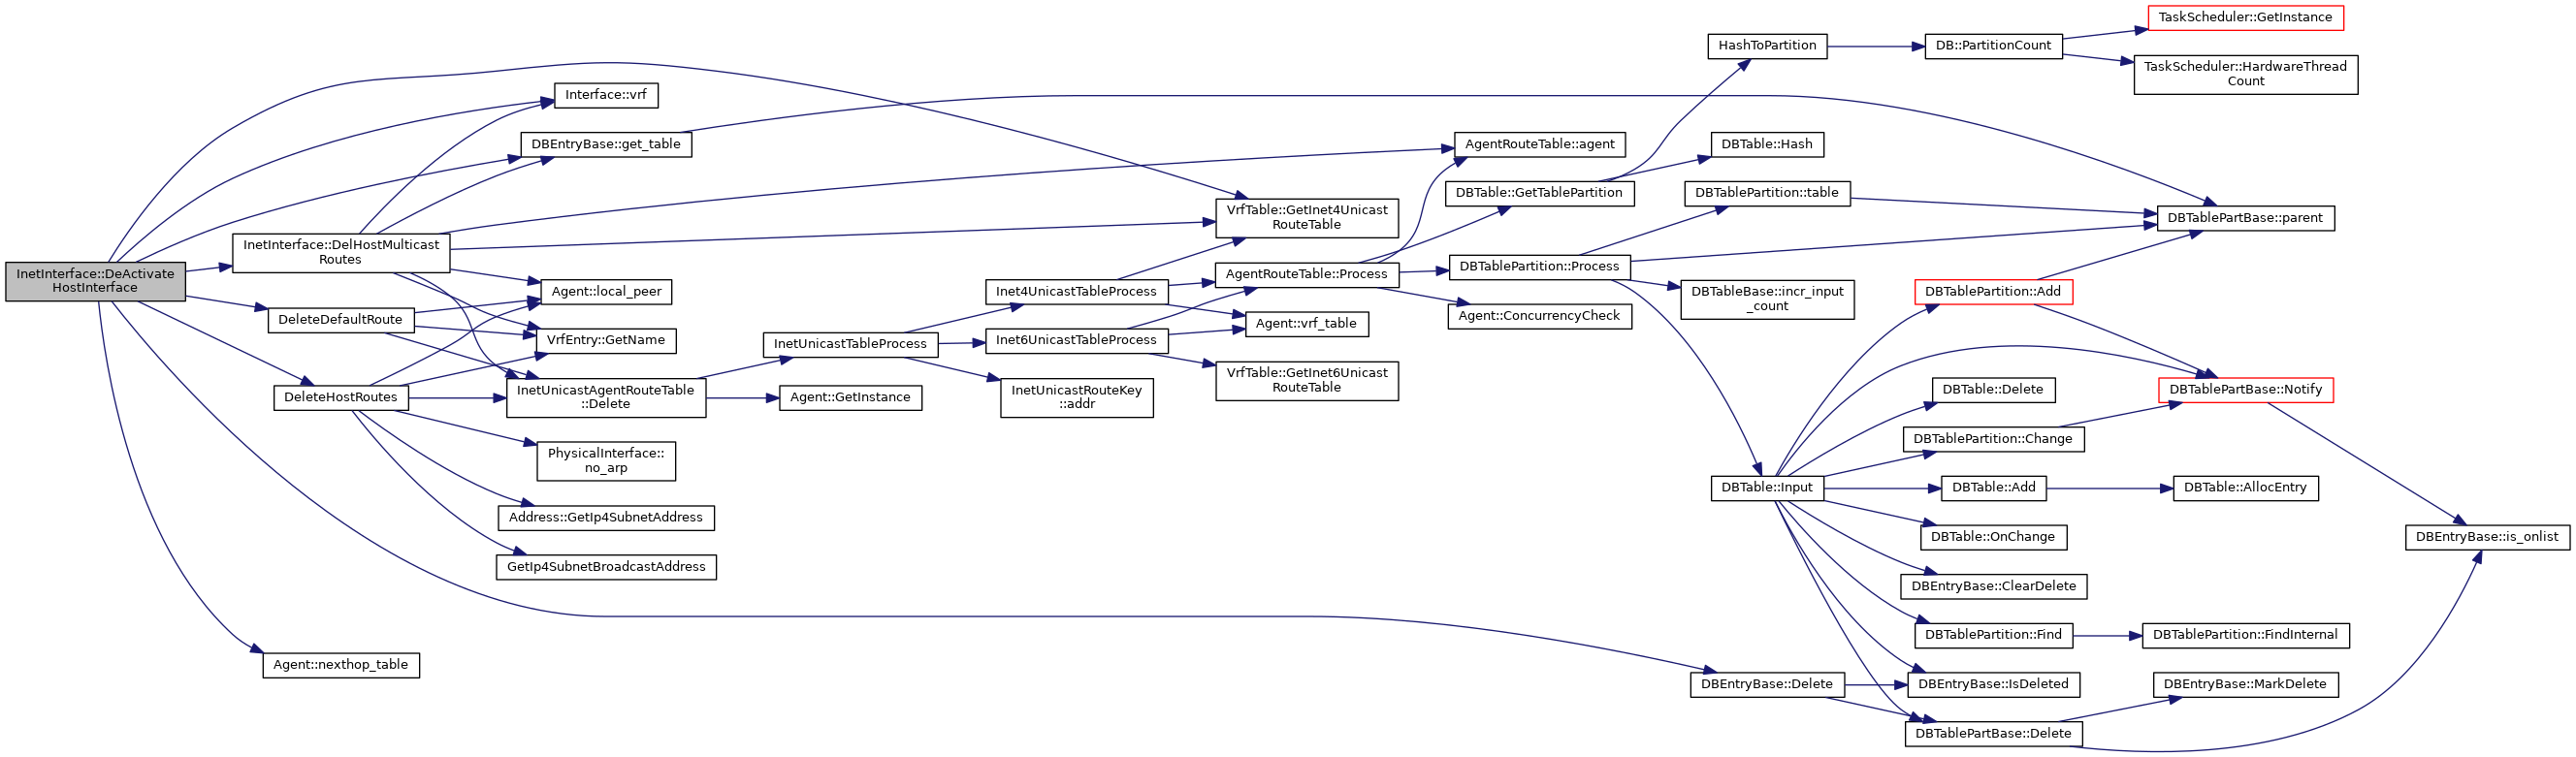 InetInterface::DeActivate
HostInterface
Interface::vrf
DBEntryBase::get_table
InetInterface::DelHostMulticast
Routes
DeleteDefaultRoute
DeleteHostRoutes
Agent::nexthop_table
Agent::local_peer
VrfEntry::GetName
InetUnicastAgentRouteTable
::Delete
PhysicalInterface::
no_arp
Address::GetIp4SubnetAddress
GetIp4SubnetBroadcastAddress
InetUnicastTableProcess
Agent::GetInstance
Inet4UnicastTableProcess
Inet6UnicastTableProcess
InetUnicastRouteKey
::addr
VrfTable::GetInet4Unicast
RouteTable
AgentRouteTable::Process
Agent::vrf_table
VrfTable::GetInet6Unicast
RouteTable
AgentRouteTable::agent
DBTable::GetTablePartition
DBTablePartition::Process
Agent::ConcurrencyCheck
HashToPartition
DBTable::Hash
DBTablePartition::table
DBTableBase::incr_input
_count
DBTable::Input
DBEntryBase::Delete
DB::PartitionCount
DBTablePartition::Add
DBTable::Delete
DBTablePartition::Change
DBTable::Add
DBTable::OnChange
DBEntryBase::ClearDelete
DBTablePartition::Find
DBEntryBase::IsDeleted
DBTablePartBase::Delete
TaskScheduler::GetInstance
TaskScheduler::HardwareThread
Count
DBTablePartBase::parent
DBTablePartBase::Notify
DBTable::AllocEntry
DBTablePartition::FindInternal
DBEntryBase::MarkDelete
DBEntryBase::is_onlist